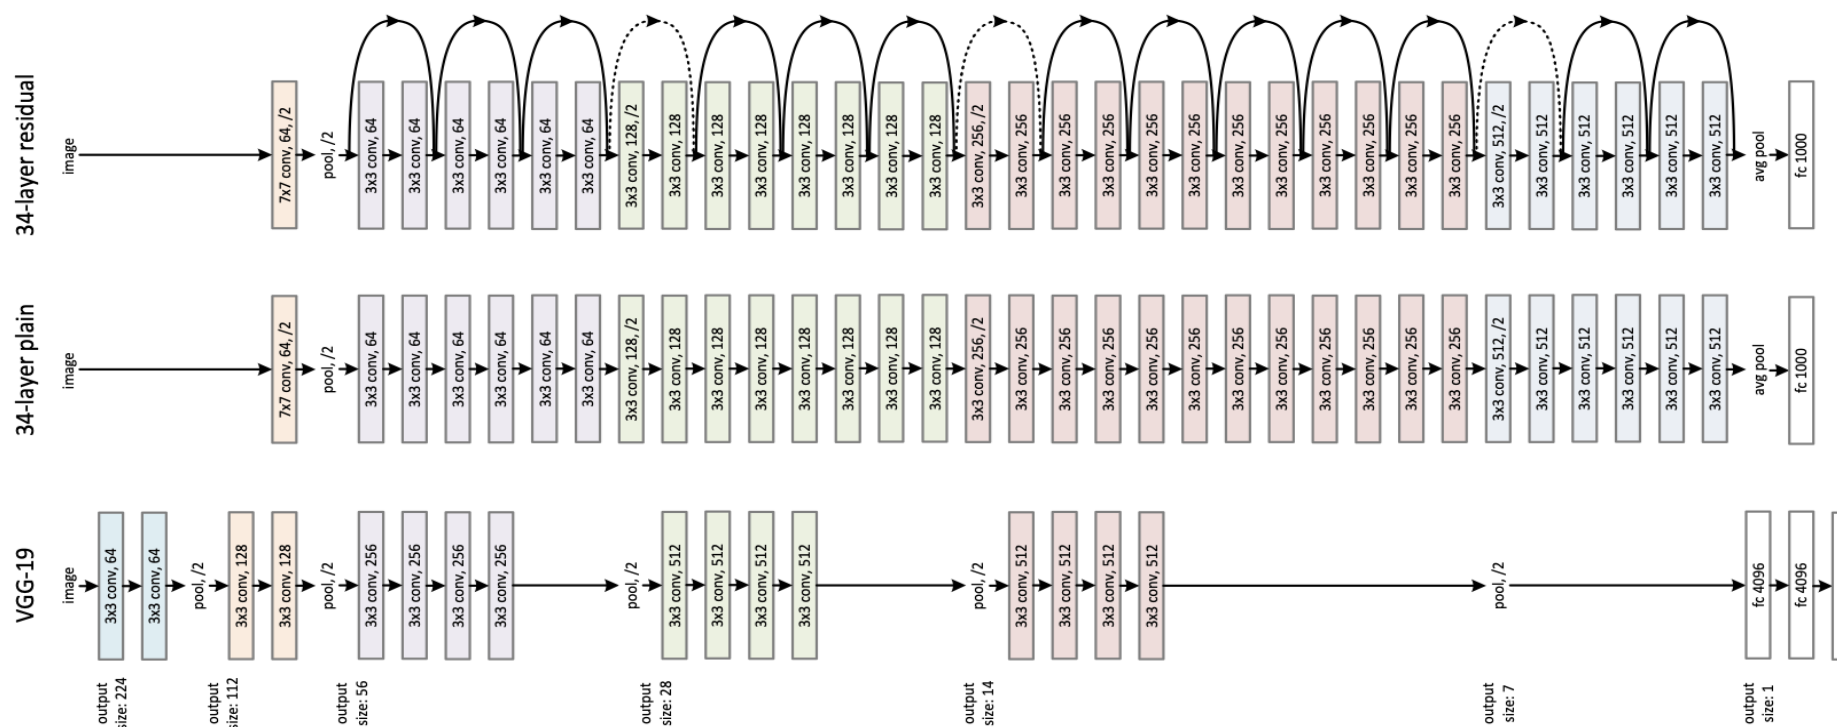 34-layer residual
image
7x7 conv, 64, /2
pool, /2
3x3 conv, 64
3x3 conv, 64
3x3 conv, 64
3x3 conv, 64
3x3 conv, 64
3x3 conv, 64
3x3 conv, 128, /2
3x3 conv, 128
3x3 conv, 128
3x3 conv, 128
3x3 conv, 128
3x3 conv, 128
3x3 conv, 128
3x3 conv, 128
3x3 conv, 256, /2
3x3 conv, 256
3x3 conv, 256
3x3 conv, 256
3x3 conv, 256
3x3 conv, 256
3x3 conv, 256
3x3 conv, 256
3x3 conv, 256
3x3 conv, 256
3x3 conv, 256
3x3 conv, 256
3x3 conv, 512, /2
3x3 conv, 512
3x3 conv, 512
3x3 conv, 512
3x3 conv, 512
3x3 conv, 512
avg pool
fc 1000
34-layer plain
image
7x7 conv, 64, /2
pool, /2
3x3 conv, 64
3x3 conv, 64
3x3 conv, 64
3x3 conv, 64
3x3 conv, 64
3x3 conv, 64
3x3 conv, 128, /2
3x3 conv, 128
3x3 conv, 128
3x3 conv, 128
3x3 conv, 128
3x3 conv, 128
3x3 conv, 128
3x3 conv, 128
3x3 conv, 256, /2
3x3 conv, 256
3x3 conv, 256
3x3 conv, 256
3x3 conv, 256
3x3 conv, 256
3x3 conv, 256
3x3 conv, 256
3x3 conv, 256
3x3 conv, 256
3x3 conv, 256
3x3 conv, 256
3x3 conv, 512, /2
3x3 conv, 512
3x3 conv, 512
3x3 conv, 512
3x3 conv, 512
3x3 conv, 512
avg pool
fc 1000
VGG-19
image
3x3 conv, 64
3x3 conv, 64
pool, /2
3x3 conv, 128
3x3 conv, 128
pool, /2
3x3 conv, 256
3x3 conv, 256
3x3 conv, 256
3x3 conv, 256
pool, /2
3x3 conv, 512
3x3 conv, 512
3x3 conv, 512
3x3 conv, 512
pool, /2
3x3 conv, 512
3x3 conv, 512
3x3 conv, 512
3x3 conv, 512
pool, /2
fc 4096
fc 4096
output
size: 224
output
size: 112
output
size: 56
output
size: 28
output
size: 14
output
size: 7
output
size: 1